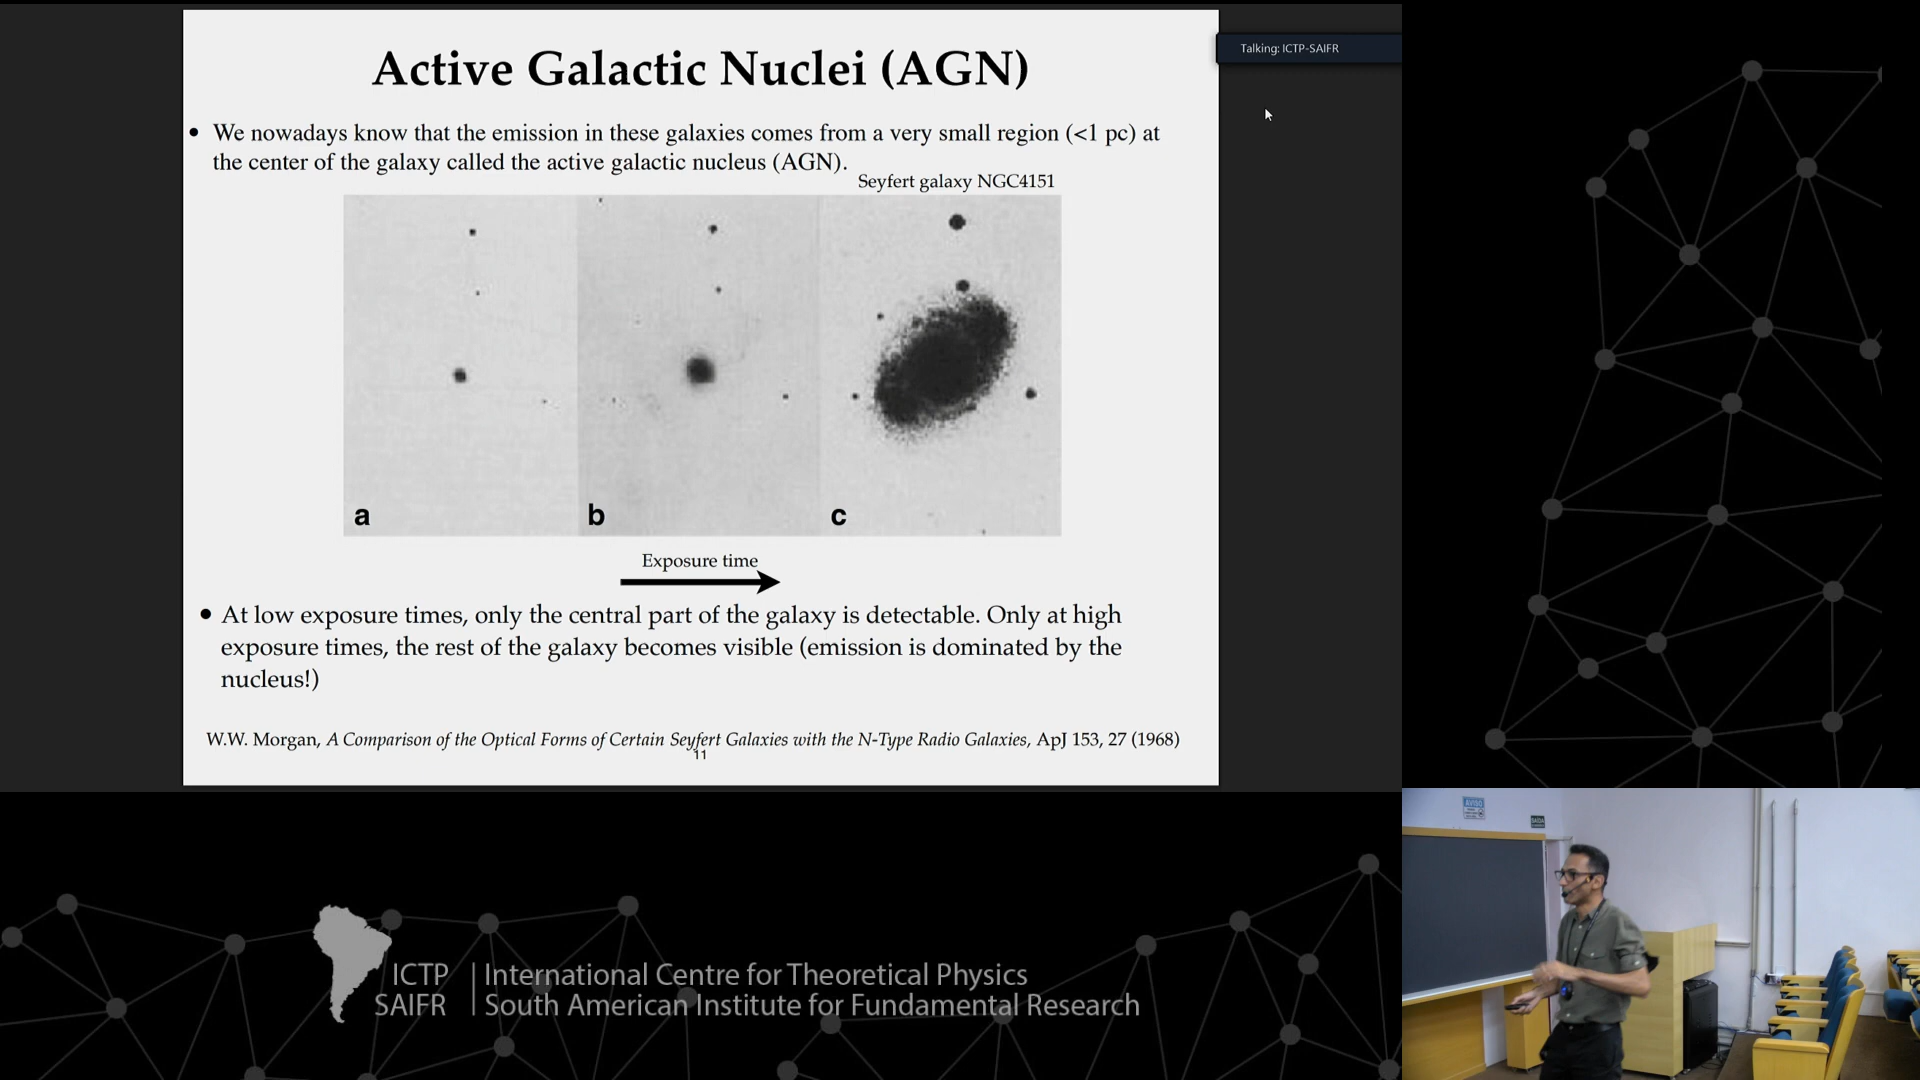 Active Galactic Nuclei (AGN)
• We nowadays know that the emission in these galaxies comes from a very small region (<1 pc) at
the center of the galaxy called the active galactic nucleus (AGN).
Seyfert galaxy NGC4151
a
b
c
Exposure time
• At low exposure times, only the central part of the galaxy is detectable. Only at high
exposure times, the rest of the galaxy becomes visible (emission is dominated by the
nucleus!)
W.W. Morgan, A Comparison of the Optical Forms of Certain Seyfert Galaxies with the N-Type Radio Galaxies, ApJ 153, 27 (1968)
11
Talking: ICTP-SAIFR
AVISO
SAÍDA
ICTP | International Centre for Theoretical Physics
SAIFR | South American Institute for Fundamental Research